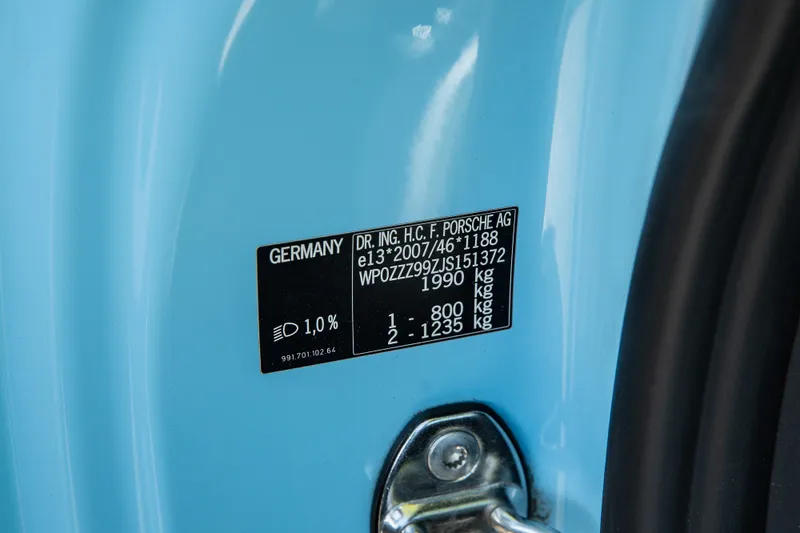 GERMANY
1,0 %
991.701.102.64
DR. ING. H.C. F. PORSCHE AG
e13*2007/46*1188
WP0ZZZ99ZJS151372
1990 kg
kg
1 - 800 kg
2 - 1235 kg